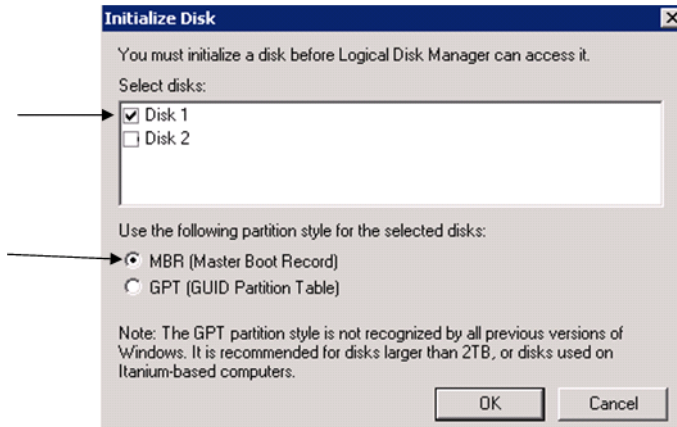 Initialize Disk
You must initialize a disk before Logical Disk Manager can access it.
Select disks:
Disk 1
Disk 2
Use the following partition style for the selected disks:
MBR (Master Boot Record)
GPT (GUID Partition Table)
Note: The GPT partition style is not recognized by all previous versions of
Windows. It is recommended for disks larger than 2TB, or disks used on
Itanium-based computers.
OK
Cancel